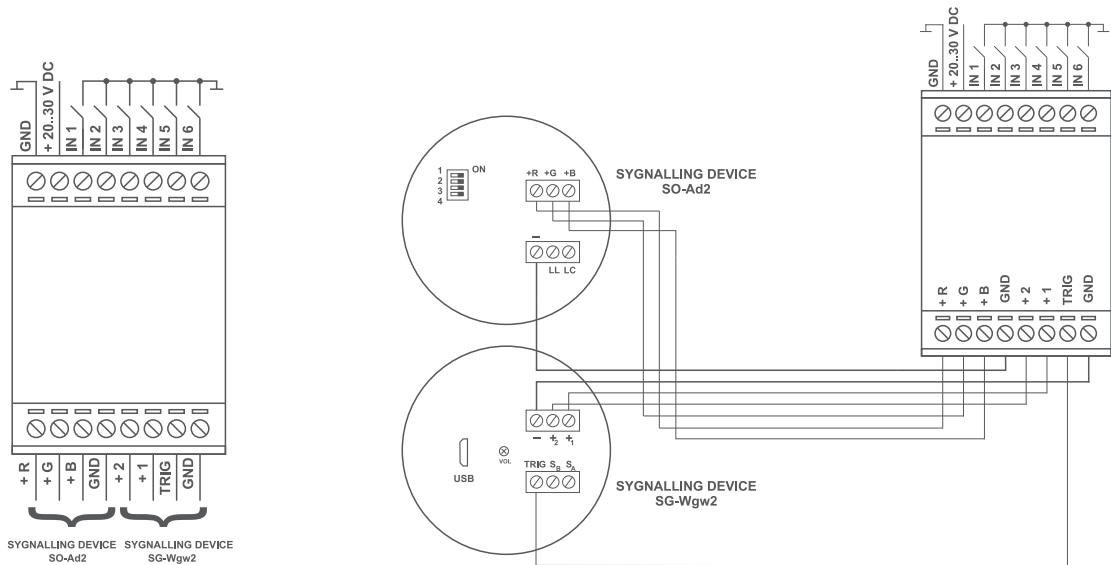 GND
+ 20..30 V DC
IN 1
IN 2
IN 3
IN 4
IN 5
IN 6
+ R
+ G
+ B
GND
+ 2
+ 1
TRIG
GND
SYGNALLING DEVICE
SO-Ad2
SYGNALLING DEVICE
SG-Wgw2
1
2
3
4
ON
+R +G +B
–
LL LC
SYGNALLING DEVICE
SO-Ad2
– +2 +1
USB
VOL
TRIG SB SA
SYGNALLING DEVICE
SG-Wgw2
GND
+ 20..30 V DC
IN 1
IN 2
IN 3
IN 4
IN 5
IN 6
+ R
+ G
+ B
GND
+ 2
+ 1
TRIG
GND